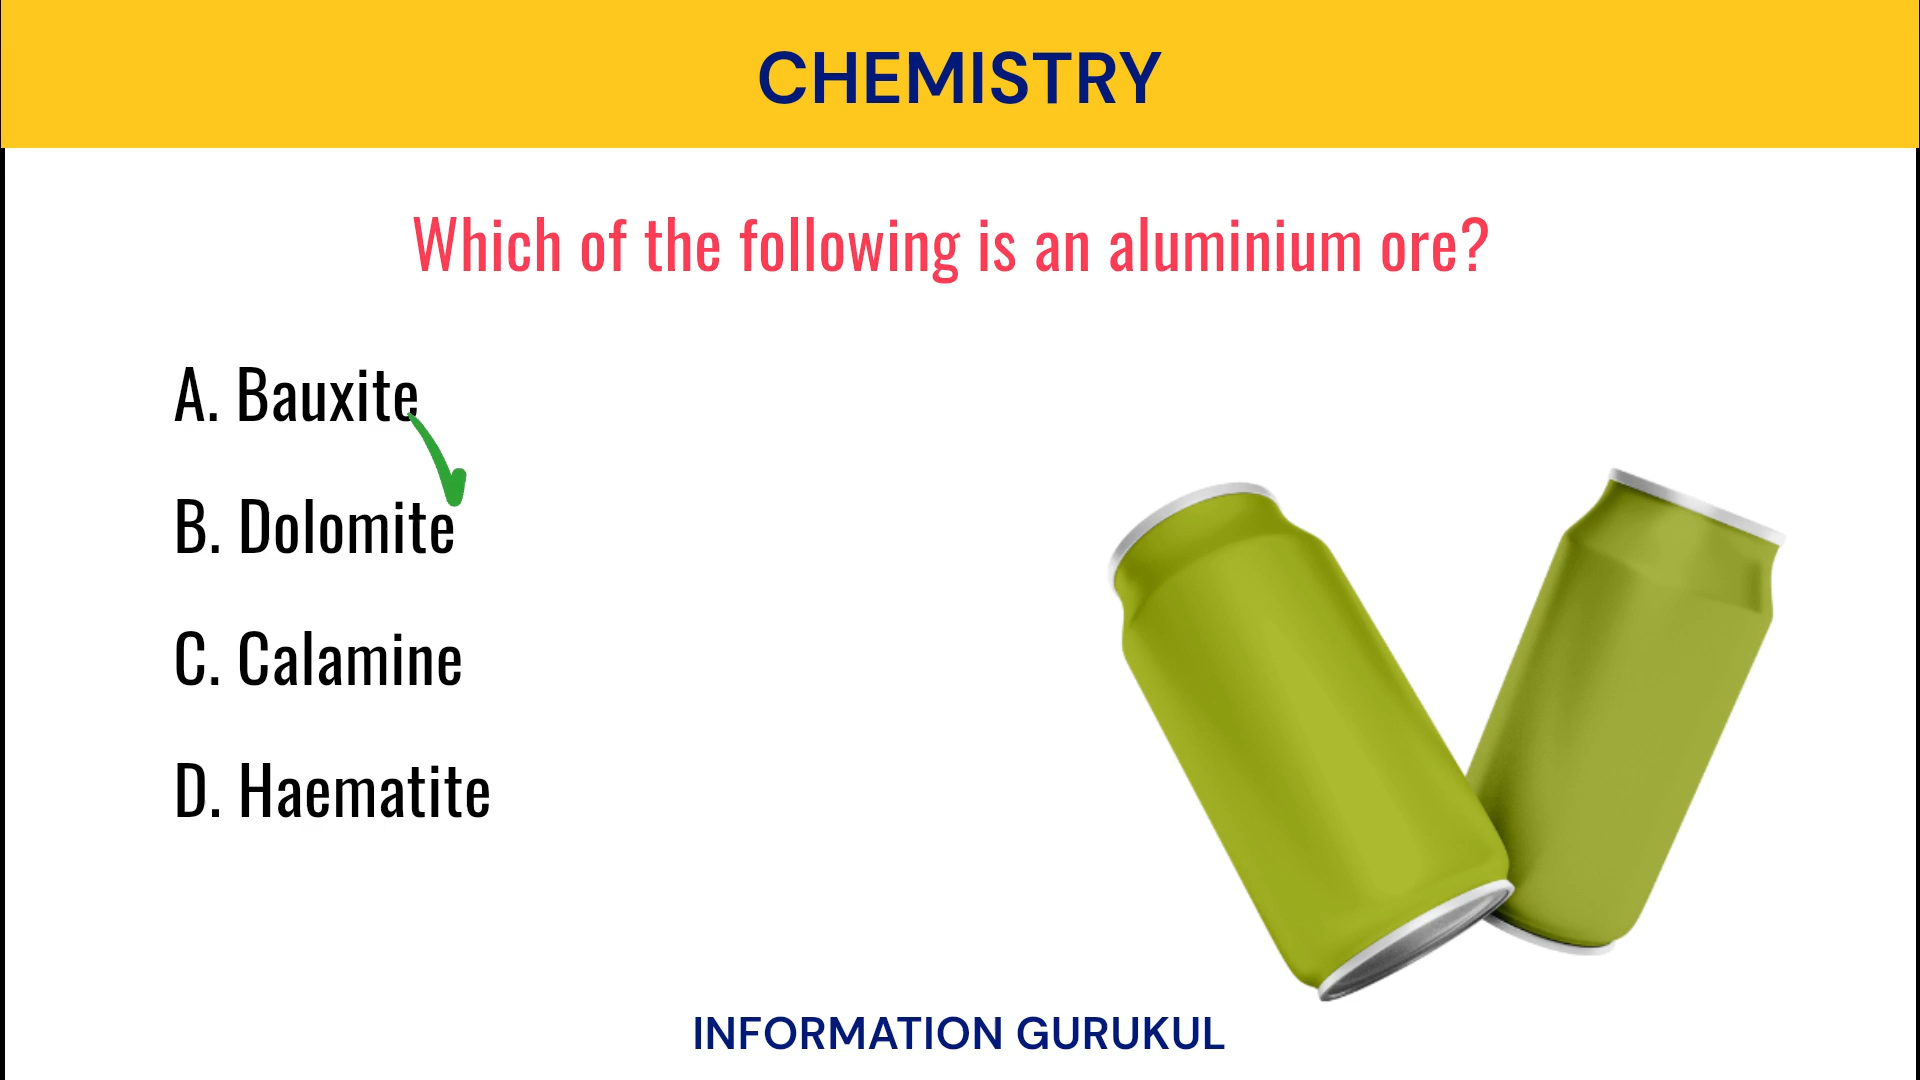 CHEMISTRY
Which of the following is an aluminium ore?
A. Bauxite
B. Dolomite
C. Calamine
D. Haematite
INFORMATION GURUKUL